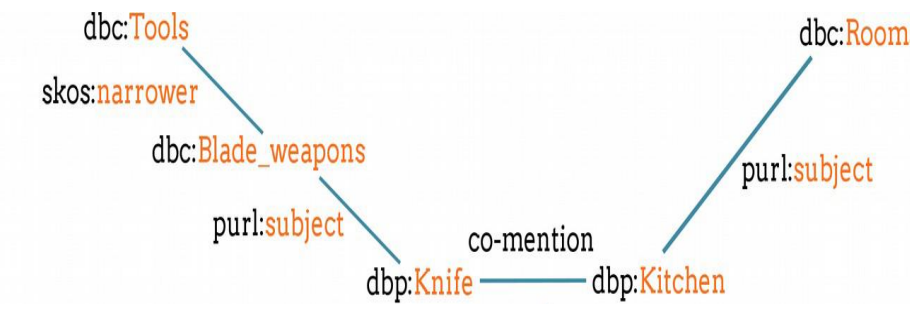 dbc:Tools
dbc:Room
skos:narrower
dbc:Blade_weapons
purl:subject
purl:subject
co-mention
dbp:Knife
dbp:Kitchen